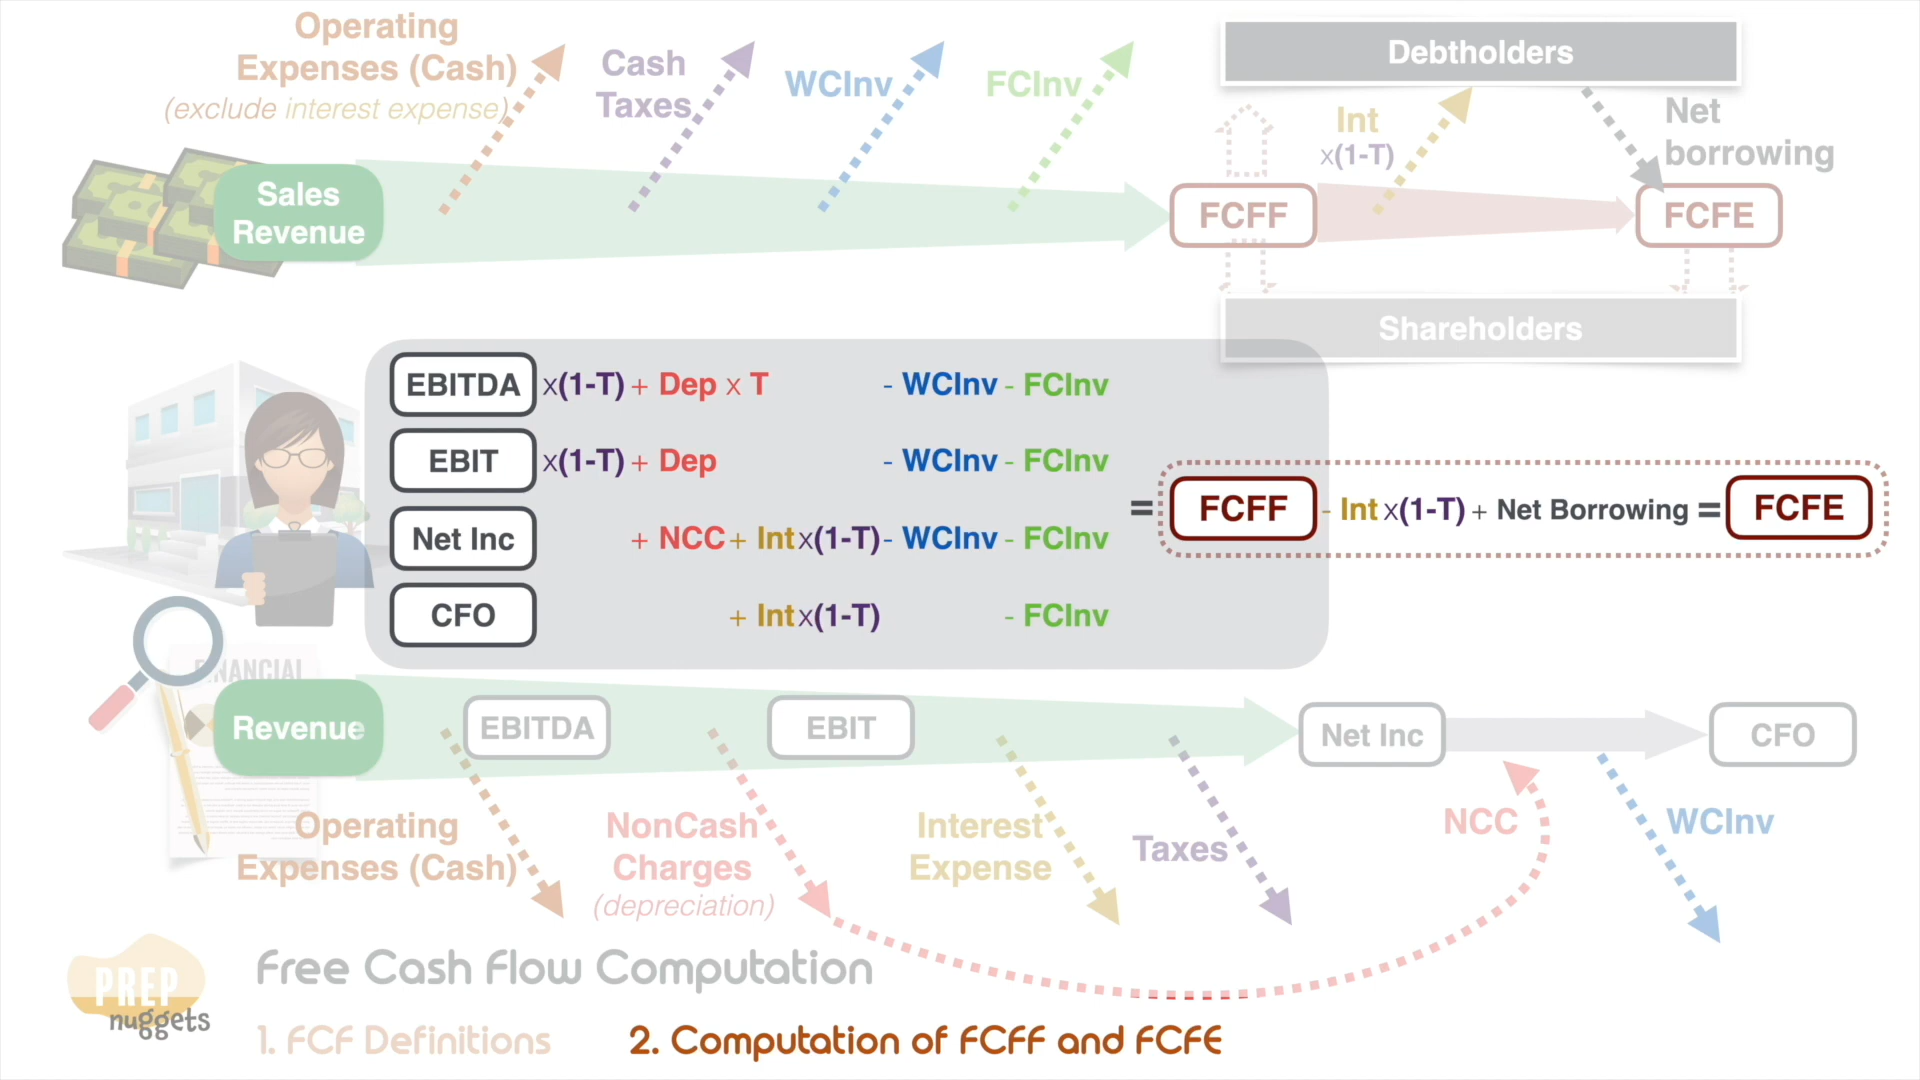 Operating
Expenses (Cash)
(exclude interest expense)
Cash
Taxes
WCInv
FCInv
Debtholders
Int
x(1-T)
Net
borrowing
Sales
Revenue
FCFF
FCFE
Shareholders
EBITDA x(1-T) + Dep x T - WCInv - FCInv
EBIT x(1-T) + Dep - WCInv - FCInv
Net Inc + NCC + Int x(1-T) - WCInv - FCInv
CFO + Int x(1-T) - FCInv
= FCFF - Int x(1-T) + Net Borrowing = FCFE
FINANCIAL
Revenue
EBITDA
EBIT
Net Inc
CFO
Operating
Expenses (Cash)
NonCash
Charges
(depreciation)
Interest
Expense
Taxes
NCC
WCInv
PREP
nuggets
Free Cash Flow Computation
1. FCF Definitions
2. Computation of FCFF and FCFE